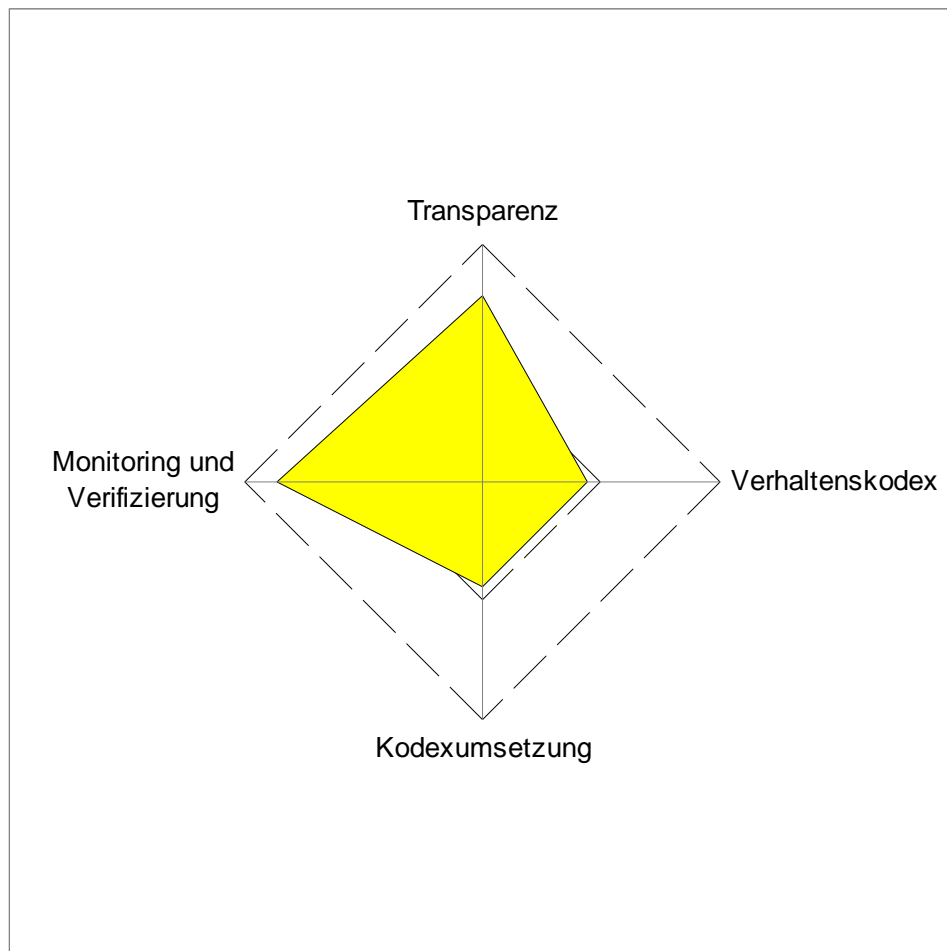 Transparenz
Monitoring und
Verifizierung
Verhaltenskodex
Kodexumsetzung